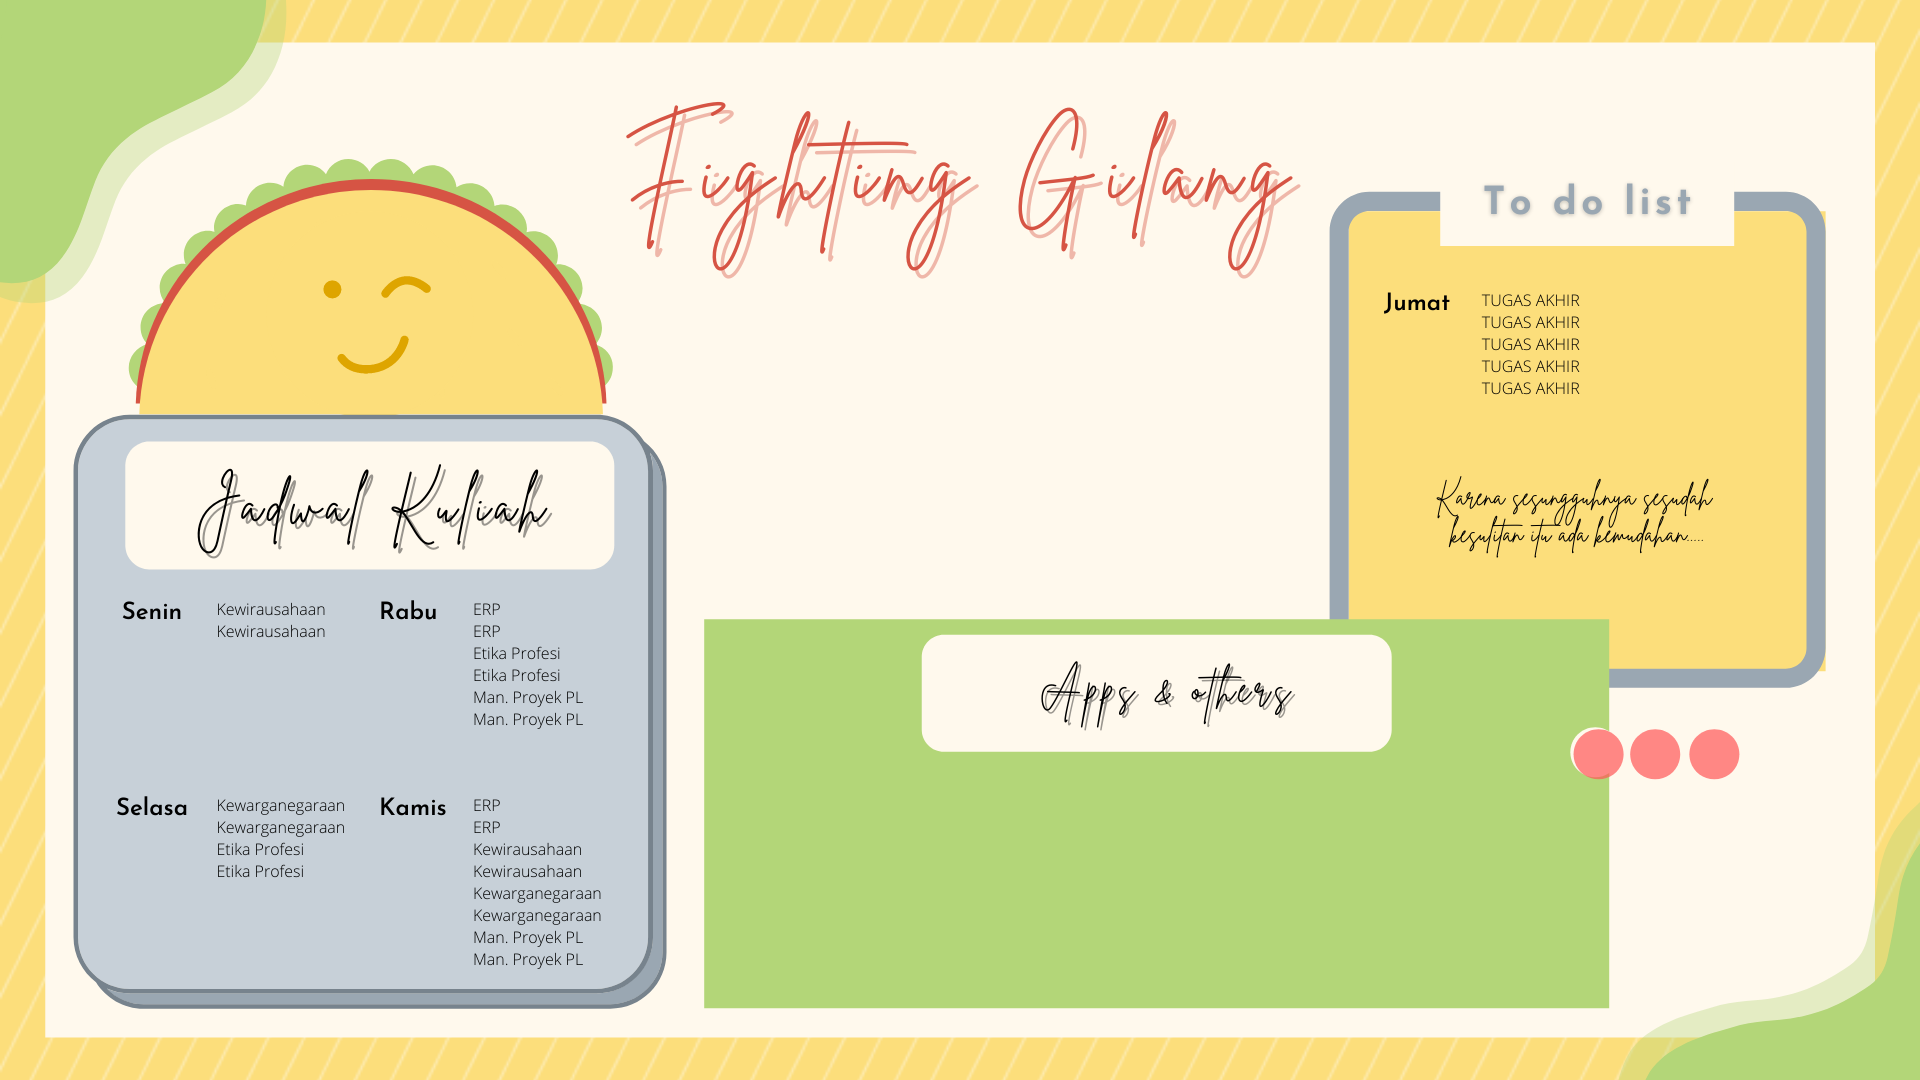 Fighting Gilang
To do list
Jumat
TUGAS AKHIR
TUGAS AKHIR
TUGAS AKHIR
TUGAS AKHIR
TUGAS AKHIR
Karena sesungguhnya sesudah
kesulitan itu ada kemudahan.....
Jadwal Kuliah
Senin
Kewirausahaan
Kewirausahaan
Rabu
ERP
ERP
Etika Profesi
Etika Profesi
Man. Proyek PL
Man. Proyek PL
Selasa
Kewarganegaraan
Kewarganegaraan
Etika Profesi
Etika Profesi
Kamis
ERP
ERP
Kewirausahaan
Kewirausahaan
Kewarganegaraan
Kewarganegaraan
Man. Proyek PL
Man. Proyek PL
Apps & others